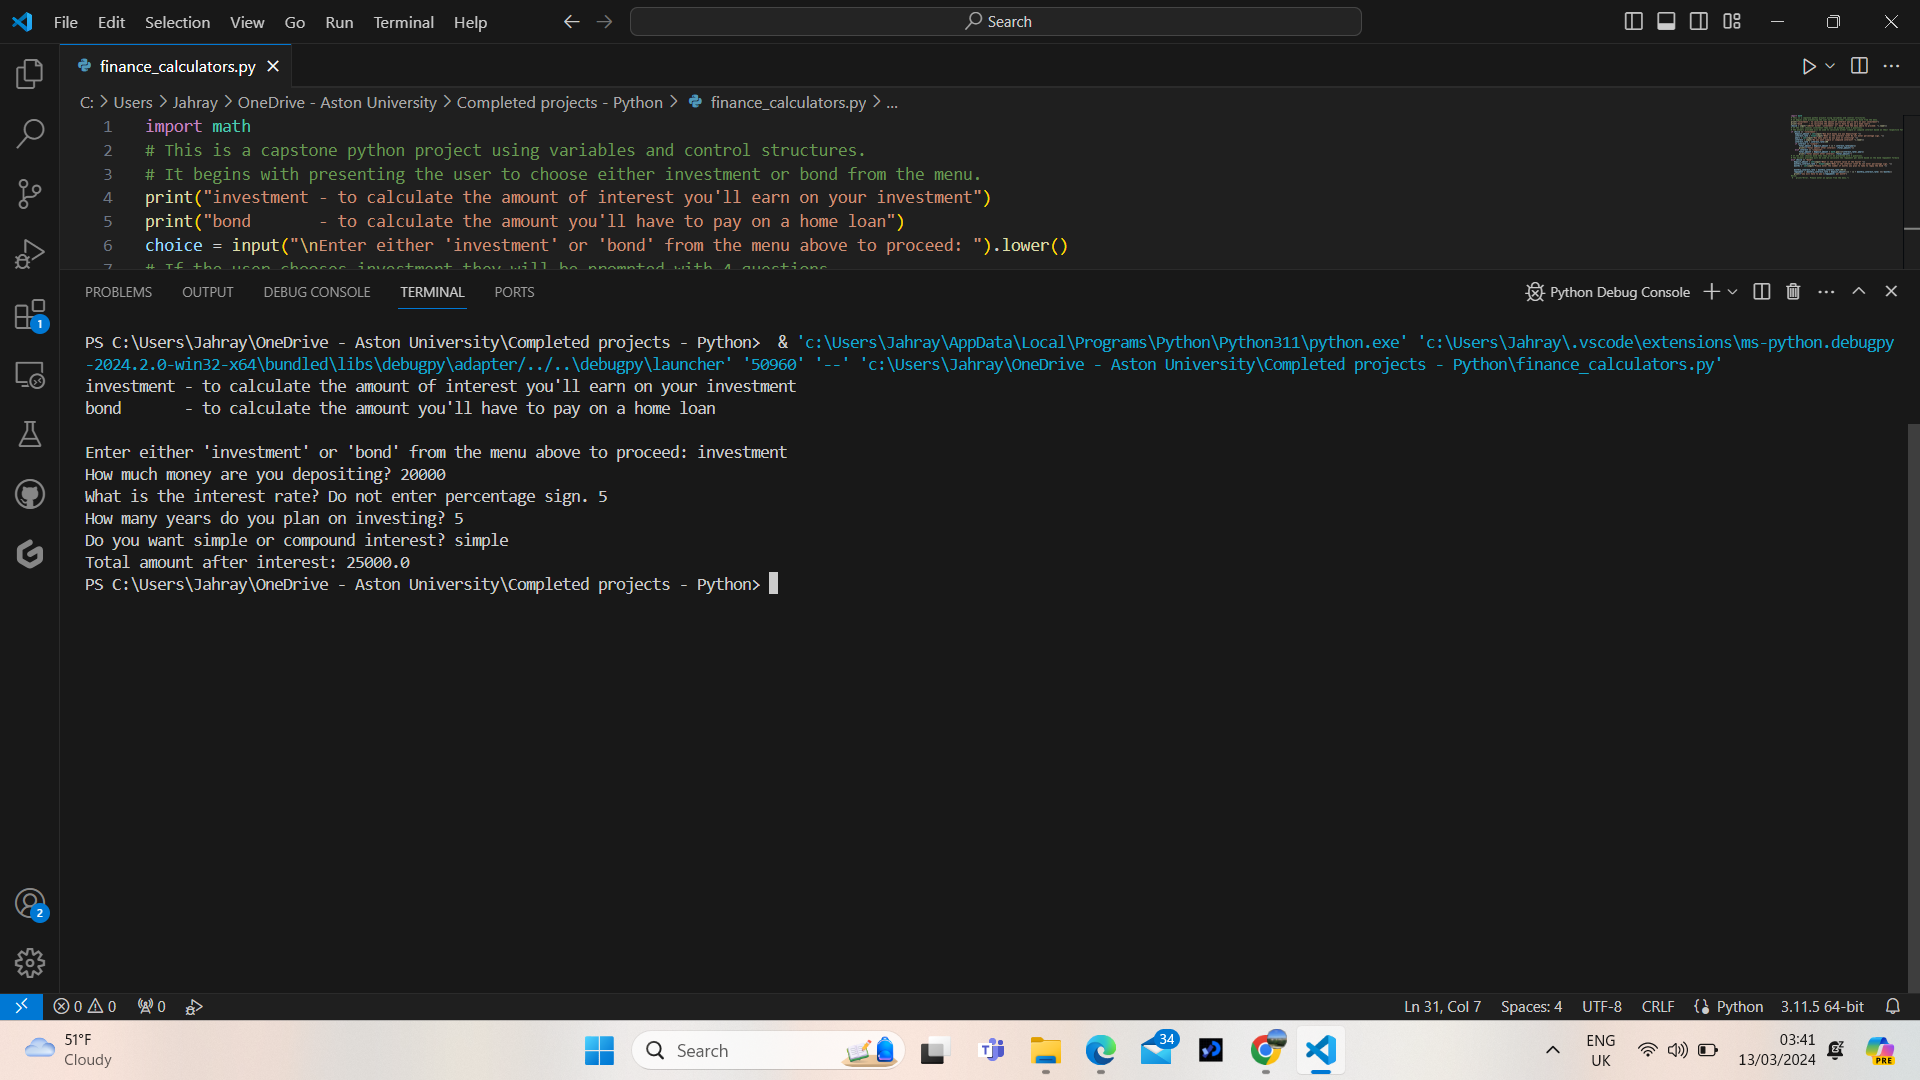 File Edit Selection View Go Run Terminal Help Search
finance_calculators.py
C: > Users > Jahray > OneDrive - Aston University > Completed projects - Python > finance_calculators.py > ...
1 import math
2 # This is a capstone python project using variables and control structures.
3 # It begins with presenting the user to choose either investment or bond from the menu.
4 print("investment - to calculate the amount of interest you'll earn on your investment")
5 print("bond       - to calculate the amount you'll have to pay on a home loan")
6 choice = input("\nEnter either 'investment' or 'bond' from the menu above to proceed: ").lower()
7 # If the user chooses investment they will be prompted with 4 questions
PROBLEMS OUTPUT DEBUG CONSOLE TERMINAL PORTS Python Debug Console
PS C:\Users\Jahray\OneDrive - Aston University\Completed projects - Python>  & 'c:\Users\Jahray\AppData\Local\Programs\Python\Python311\python.exe' 'c:\Users\Jahray\.vscode\extensions\ms-python.debugpy
-2024.2.0-win32-x64\bundled\libs\debugpy\adapter/../..\debugpy\launcher' '50960' '--' 'c:\Users\Jahray\OneDrive - Aston University\Completed projects - Python\finance_calculators.py'
investment - to calculate the amount of interest you'll earn on your investment
bond       - to calculate the amount you'll have to pay on a home loan
Enter either 'investment' or 'bond' from the menu above to proceed: investment
How much money are you depositing? 20000
What is the interest rate? Do not enter percentage sign. 5
How many years do you plan on investing? 5
Do you want simple or compound interest? simple
Total amount after interest: 25000.0
PS C:\Users\Jahray\OneDrive - Aston University\Completed projects - Python>
1
2
0 0 0 Ln 31, Col 7 Spaces: 4 UTF-8 CRLF Python 3.11.5 64-bit
51°F
Cloudy
Search
34
ENG
UK
03:41
13/03/2024
PRE